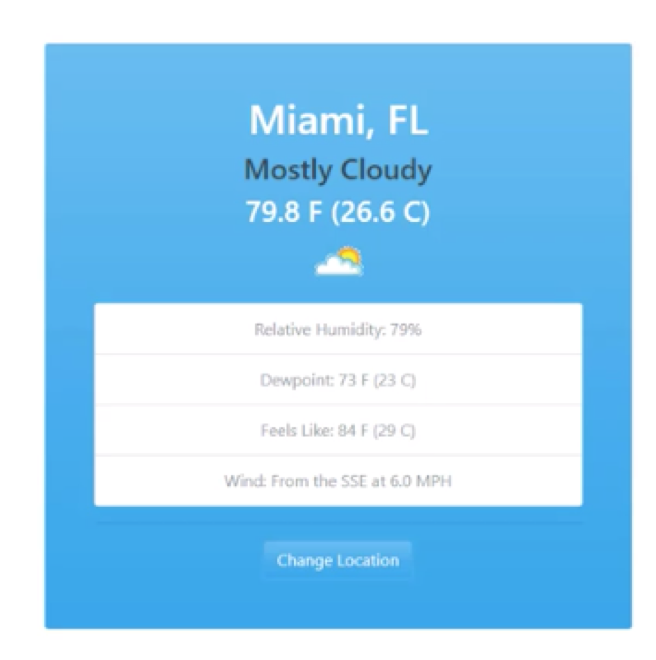 Miami, FL
Mostly Cloudy
79.8 F (26.6 C)
Relative Humidity: 79%
Dewpoint: 73 F (23 C)
Feels Like: 84 F (29 C)
Wind: From the SSE at 6.0 MPH
Change Location